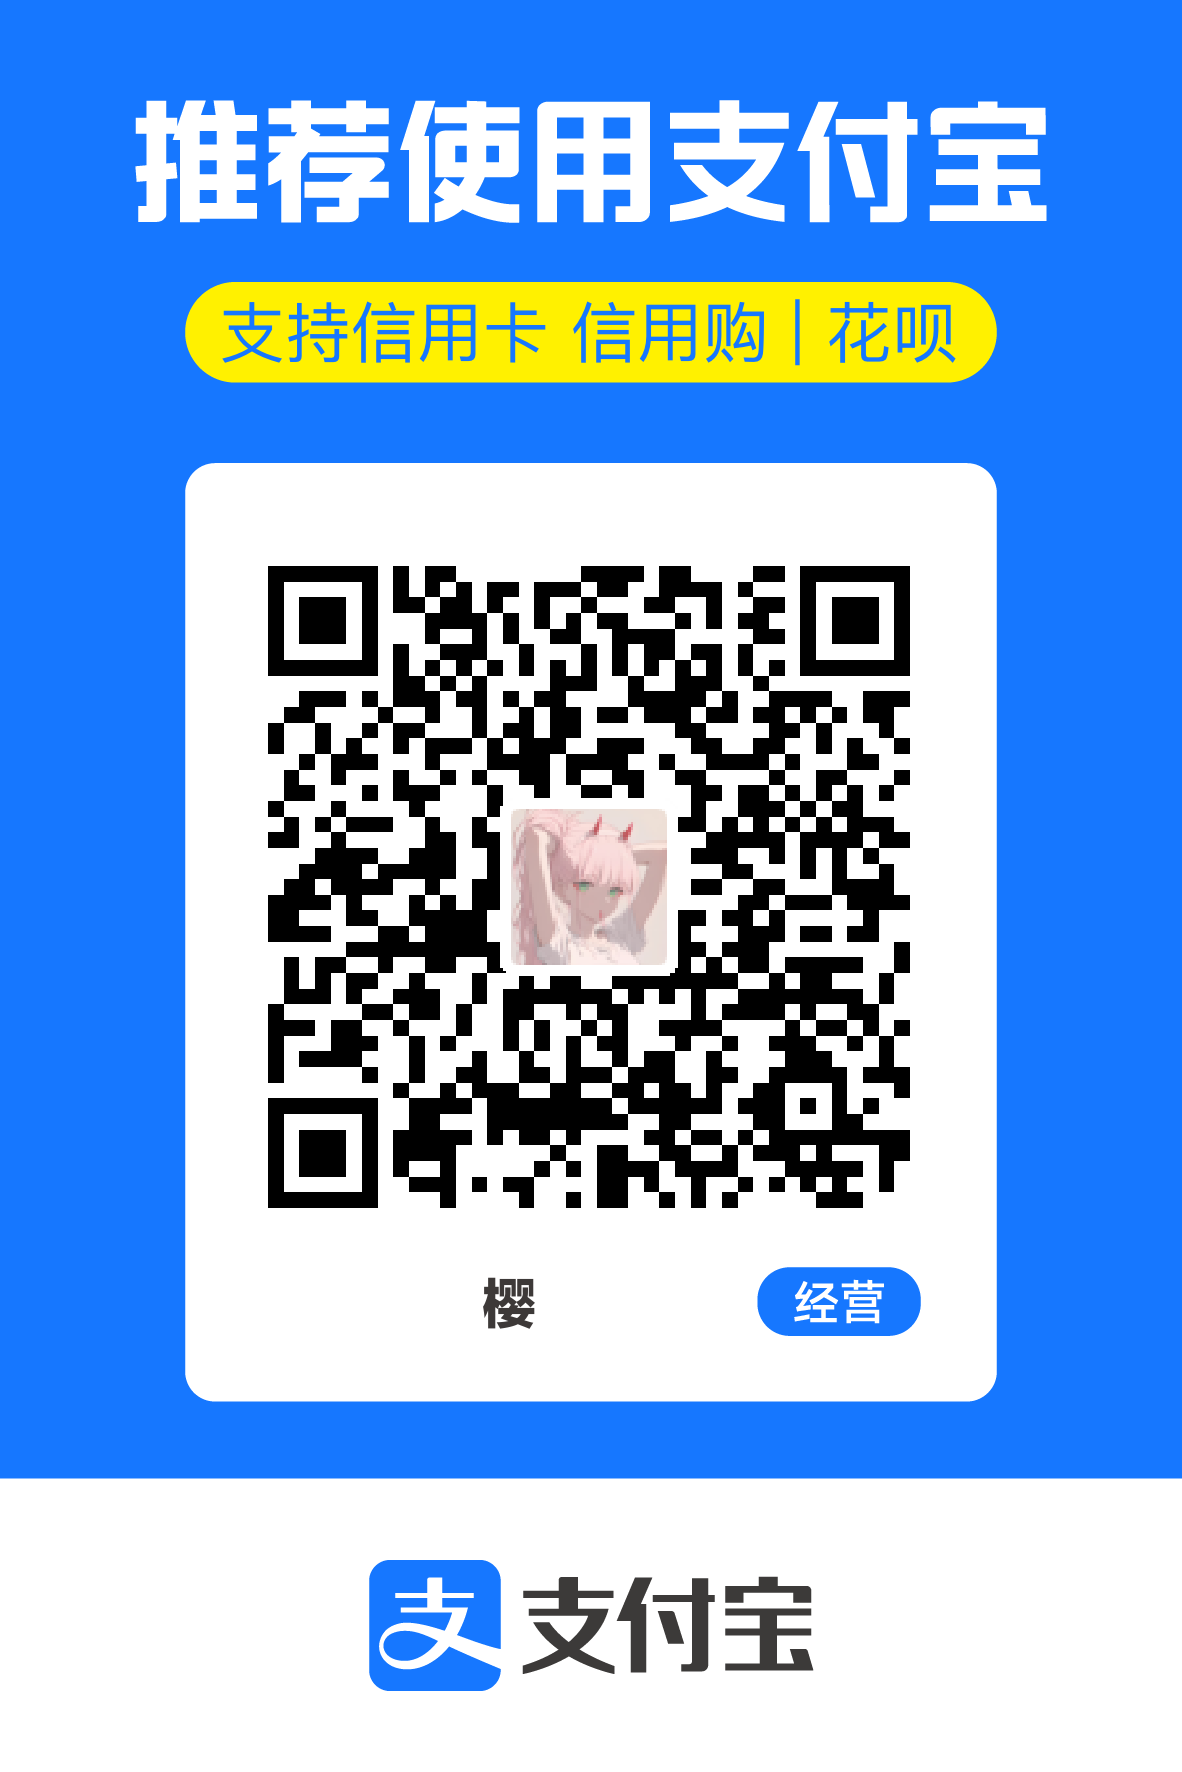 推荐使用支付宝
支持信用卡 信用购｜花呗
樱
经营
支 支付宝